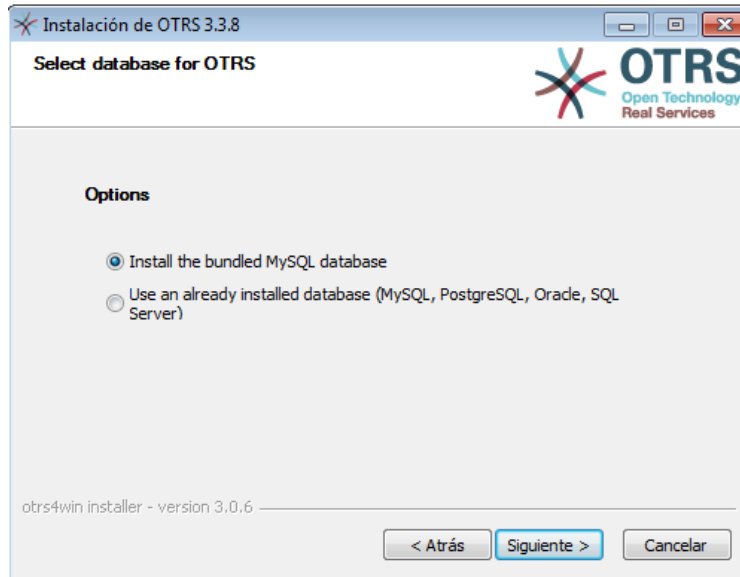 Instalación de OTRS 3.3.8
Select database for OTRS
OTRS
Open Technology
Real Services
Options
Install the bundled MySQL database
Use an already installed database (MySQL, PostgreSQL, Oracle, SQL
Server)
otrs4win installer - version 3.0.6
< Atrás
Siguiente >
Cancelar